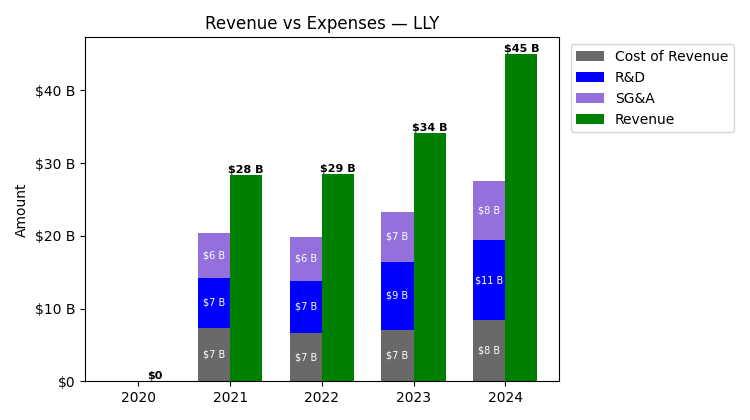 Revenue vs Expenses — LLY
Cost of Revenue
R&D
SG&A
Revenue
Amount
$40 B
$30 B
$20 B
$10 B
$0
$0
$28 B
$6 B
$7 B
$7 B
$29 B
$6 B
$7 B
$7 B
$34 B
$7 B
$9 B
$7 B
$45 B
$8 B
$11 B
$8 B
2020
2021
2022
2023
2024